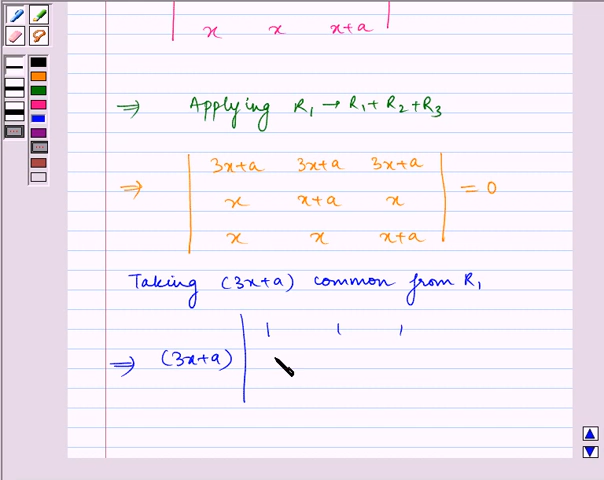 x x x+a
⇒ Applying R₁ → R₁ + R₂ + R₃
⇒ | 3x+a 3x+a 3x+a |
| x x+a x | = 0
| x x x+a |
Taking (3x+a) common from R₁
1 1 1
⇒ (3x+a) |